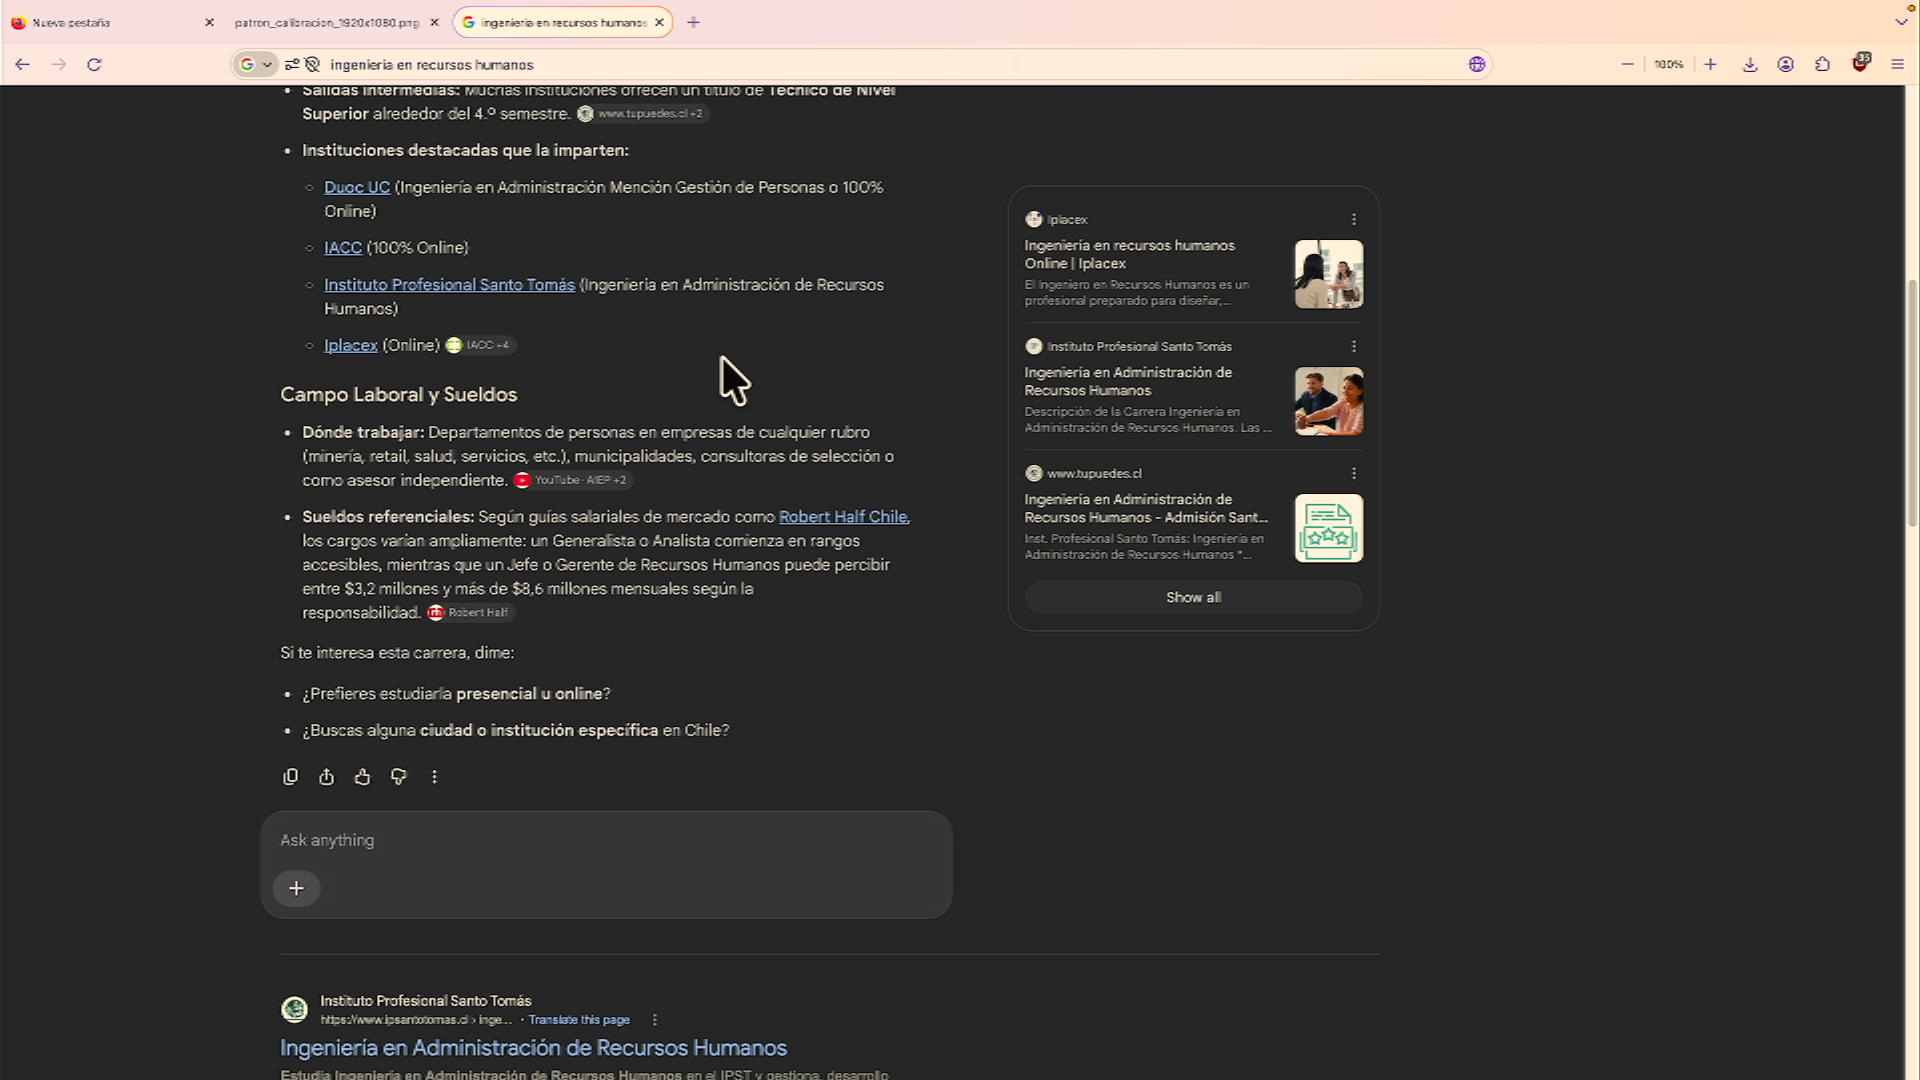 Nueva pestaña
patron_calibracion_1920x1080.png
ingenieria en recursos humanos
ingenieria en recursos humanos
100%
35
Salidas intermedias: Muchas instituciones ofrecen un título de Técnico de Nivel
Superior alrededor del 4.º semestre. www.tupuedes.cl +2
Instituciones destacadas que la imparten:
Duoc UC (Ingeniería en Administración Mención Gestión de Personas o 100%
Online)
IACC (100% Online)
Instituto Profesional Santo Tomás (Ingeniería en Administración de Recursos
Humanos)
Iplacex (Online) IACC +4
Campo Laboral y Sueldos
Dónde trabajar: Departamentos de personas en empresas de cualquier rubro
(minería, retail, salud, servicios, etc.), municipalidades, consultoras de selección o
como asesor independiente. YouTube · AIEP +2
Sueldos referenciales: Según guías salariales de mercado como Robert Half Chile,
los cargos varían ampliamente: un Generalista o Analista comienza en rangos
accesibles, mientras que un Jefe o Gerente de Recursos Humanos puede percibir
entre $3,2 millones y más de $8,6 millones mensuales según la
responsabilidad. rh Robert Half
Si te interesa esta carrera, dime:
¿Prefieres estudiarla presencial u online?
¿Buscas alguna ciudad o institución específica en Chile?
Ask anything
Iplacex
Ingeniería en recursos humanos
Online | Iplacex
El Ingeniero en Recursos Humanos es un
profesional preparado para diseñar,...
Instituto Profesional Santo Tomás
Ingeniería en Administración de
Recursos Humanos
Descripción de la Carrera Ingeniería en
Administración de Recursos Humanos. Las ...
www.tupuedes.cl
Ingeniería en Administración de
Recursos Humanos - Admisión Sant...
Inst. Profesional Santo Tomás: Ingeniería en
Administración de Recursos Humanos *...
Show all
Instituto Profesional Santo Tomás
https://www.ipsantotomas.cl › inge... · Translate this page
Ingeniería en Administración de Recursos Humanos
Estudia Ingeniería en Administración de Recursos Humanos en el IPST y gestiona, desarrollo